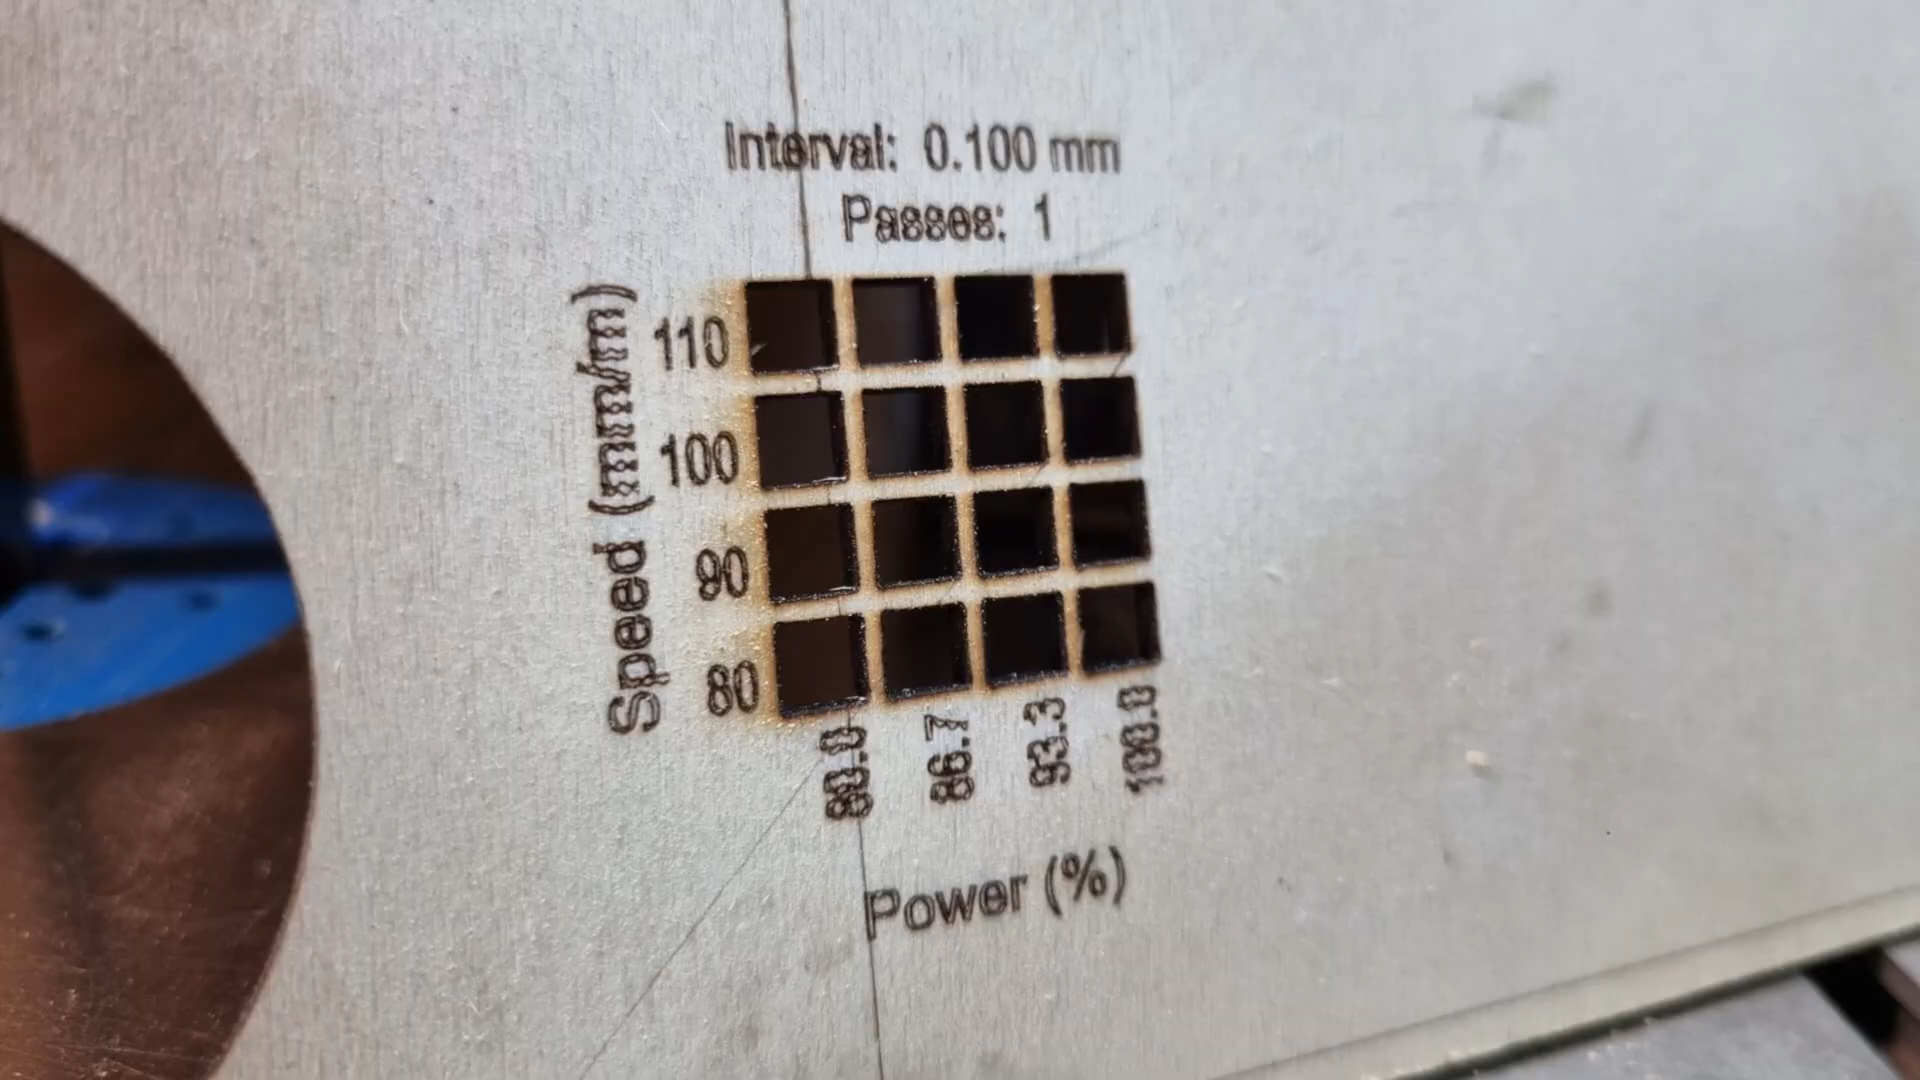 Interval: 0.100 mm
Passes: 1
Speed (mm/m)
110
100
90
80
80.0
86.7
93.3
100.0
Power (%)